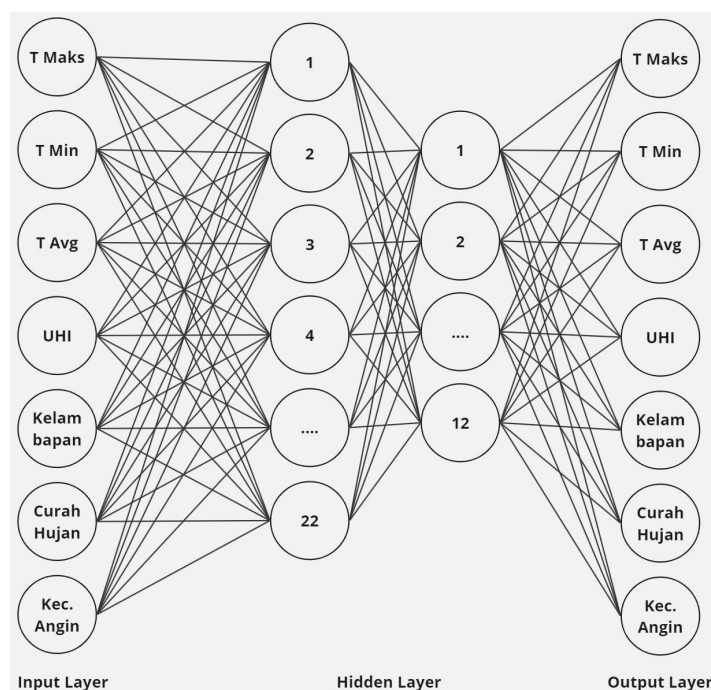 T Maks
T Min
T Avg
UHI
Kelam
bapan
Curah
Hujan
Kec.
Angin
Input Layer
1
2
3
4
....
22
1
2
....
12
Hidden Layer
T Maks
T Min
T Avg
UHI
Kelam
bapan
Curah
Hujan
Kec.
Angin
Output Layer